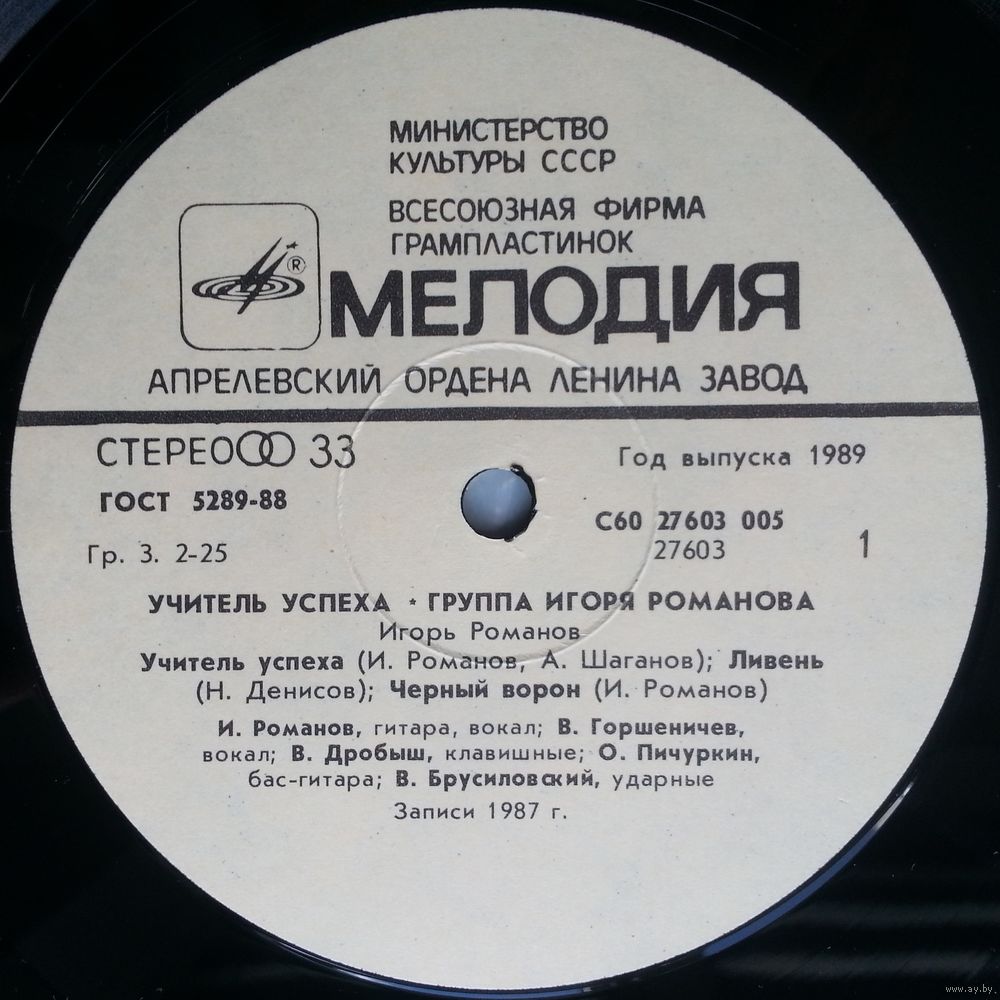 МИНИСТЕРСТВО
КУЛЬТУРЫ СССР
ВСЕСОЮЗНАЯ ФИРМА
ГРАМПЛАСТИНОК
®
МЕЛОДИЯ
АПРЕЛЕВСКИЙ ОРДЕНА ЛЕНИНА ЗАВОД
СТЕРЕО 33
Год выпуска 1989
ГОСТ 5289-88
С60 27603 005
Гр. 3. 2-25
27603
1
УЧИТЕЛЬ УСПЕХА • ГРУППА ИГОРЯ РОМАНОВА
Игорь Романов
Учитель успеха (И. Романов, А. Шаганов); Ливень
(Н. Денисов); Черный ворон (И. Романов)
И. Романов, гитара, вокал; В. Горшеничев,
вокал; В. Дробыш, клавишные; О. Пичуркин,
бас-гитара; В. Брусиловский, ударные
Записи 1987 г.
www.ay.by